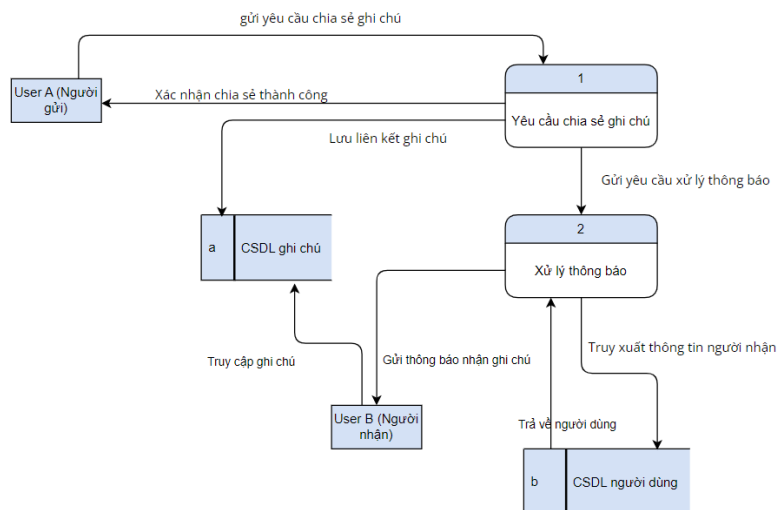 gửi yêu cầu chia sẻ ghi chú
User A (Người
gửi)
Xác nhận chia sẻ thành công
1
Yêu cầu chia sẻ ghi chú
Lưu liên kết ghi chú
Gửi yêu cầu xử lý thông báo
a
CSDL ghi chú
2
Xử lý thông báo
Truy cập ghi chú
Gửi thông báo nhận ghi chú
Truy xuất thông tin người nhận
User B (Người
nhận)
Trả về người dùng
b
CSDL người dùng